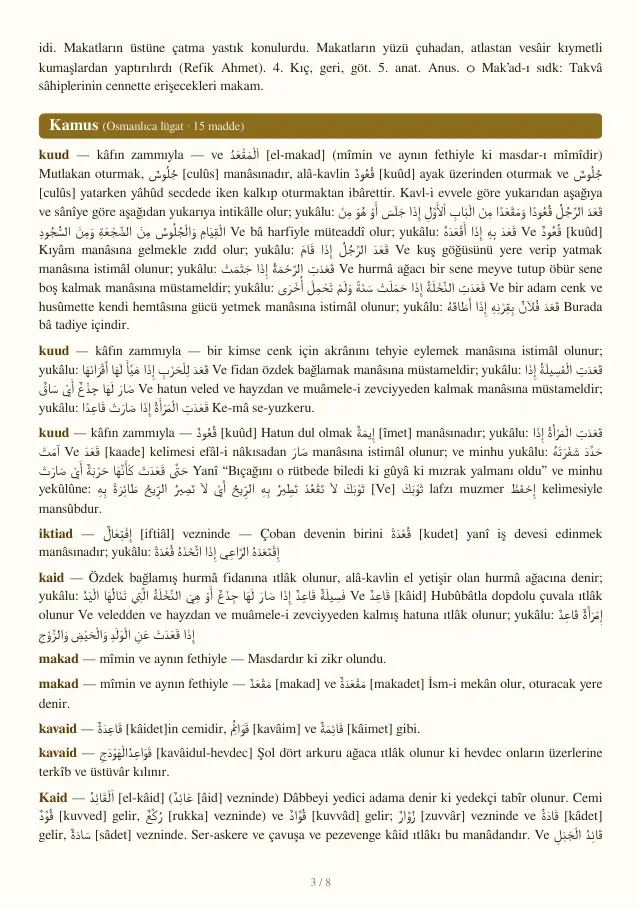 idi. Makatların üstüne çatma yastık konulurdu. Makatların yüzü çuhadan, atlastan vesâir kıymetli
kumaşlardan yaptırılırdı (Refik Ahmet). 4. Kıç, geri, göt. 5. anat. Anus. ○ Mak’ad-ı sıdk: Takvâ
sâhiplerinin cennette erişecekleri makam.
Kamus (Osmanlıca lügat · 15 madde)
kuud — kâfın zammıyla — ve اَلْمَقْعَدُ [el-makad] (mîmin ve aynın fethiyle ki masdar-ı mîmîdir)
Mutlakan oturmak, جُلُوسٌ [culûs] manâsınadır, alâ-kavlin قُعُودٌ [kuûd] ayak üzerinden oturmak ve جُلُوسٌ
[culûs] yatarken yâhûd secdede iken kalkıp oturmaktan ibârettir. Kavl-i evvele göre yukarıdan aşağıya
ve sânîye göre aşağıdan yukarıya intikâlle olur; yukâlu: قَعَدَ الرَّجُلُ قُعُودًا وَمَقْعَدًا مِنَ الْبَابِ اْلأَوَّلِ إِذَا جَلَسَ أَوْ هُوَ مِنَ
الْقِيَامِ وَالْجُلُوسُ مِنَ الضَّجْعَةِ وَمِنَ السُّجُودِ Ve bâ harfiyle müteaddî olur; yukâlu: قَعَدَ بِهِ إِذَا أَقْعَدَهُ Ve قُعُودٌ [kuûd]
Kıyâm manâsına gelmekle zıdd olur; yukâlu: قَعَدَ الرَّجُلُ إِذَا قَامَ Ve kuş göğüsünü yere verip yatmak
manâsına istimâl olunur; yukâlu: قَعَدَتِ الرَّخَمَةُ إِذَا جَثَمَتْ Ve hurmâ ağacı bir sene meyve tutup öbür sene
boş kalmak manâsına müstameldir; yukâlu: قَعَدَتِ النَّخْلَةُ إِذَا حَمَلَتْ سَنَةً وَلَمْ تَحْمِلْ أُخْرَى Ve bir adam cenk ve
husûmette kendi hemtâsına gücü yetmek manâsına istimâl olunur; yukâlu: قَعَدَ فُلاَنٌ بِقِرْنِهِ إِذَا أَطَاقَهُ Burada
bâ tadiye içindir.
kuud — kâfın zammıyla — bir kimse cenk için akrânını tehyie eylemek manâsına istimâl olunur;
yukâlu: قَعَدَ لِلْحَرْبِ إِذَا هَيَّأَ لَهَا أَقْرَانَهَا Ve fidan özdek bağlamak manâsına müstameldir; yukâlu: قَعَدَتِ الْفَسِيلَةُ إِذَا
صَارَ لَهَا جِذْعٌ أَيْ سَاقٌ Ve hatun veled ve hayzdan ve muâmele-i zevciyyeden kalmak manâsına müstameldir;
yukâlu: قَعَدَتِ الْمَرْأَةُ إِذَا صَارَتْ قَاعِدًا Ke-mâ se-yuzkeru.
kuud — kâfın zammıyla — قُعُودٌ [kuûd] Hatun dul olmak إِيمَةٌ [îmet] manâsınadır; yukâlu: قَعَدَتِ الْمَرْأَةُ إِذَا
آمَتْ Ve قَعَدَ [kaade] kelimesi efâl-i nâkısadan صَارَ manâsına istimâl olunur; ve minhu yukâlu: حَدَّدَ شَفْرَتَهُ
حَتَّى قَعَدَتْ كَأَنَّهَا حَرْبَةٌ أَيْ صَارَتْ Yanî “Bıçağını o rütbede biledi ki gûyâ ki mızrak yalmanı oldu” ve minhu
yekûlûne: ثَوْبَكَ لاَ تَقْعُدْ تَطِيرُ بِهِ الرِّيحُ أَيْ لاَ تَصِيرُ الرِّيحُ طَائِرَةً بِهِ [Ve] ثَوْبَكَ lafzı muzmer إِحْفَظْ kelimesiyle
mansûbdur.
iktiad — إِفْتِعَالٌ [iftiâl] vezninde — Çoban devenin birini قُعْدَةٌ [kudet] yanî iş devesi edinmek
manâsınadır; yukâlu: إِقْتَعَدَهُ الرَّاعِي إِذَا اتَّخَذَهُ قُعْدَةً
kaid — Özdek bağlamış hurmâ fidanına ıtlâk olunur, alâ-kavlin el yetişir olan hurmâ ağacına denir;
yukâlu: فَسِيلَةٌ قَاعِدٌ إِذَا صَارَ لَهَا جِذْعٌ أَوْ هِيَ النَّخْلَةُ الَّتِي تَنَالُهَا الْيَدُ Ve قَاعِدٌ [kâid] Hubûbâtla dopdolu çuvala ıtlâk
olunur Ve veledden ve hayzdan ve muâmele-i zevciyyeden kalmış hatuna ıtlâk olunur; yukâlu: إِمْرَأَةٌ قَاعِدٌ
إِذَا قَعَدَتْ عَنِ الْوَلَدِ وَالْحَيْضِ وَالزَّوْجِ
makad — mîmin ve aynın fethiyle — Masdardır ki zikr olundu.
makad — mîmin ve aynın fethiyle — مَقْعَدٌ [makad] ve مَقْعَدَةٌ [makadet] İsm-i mekân olur, oturacak yere
denir.
kavaid — قَاعِدَةٌ [kâidet]in cemidir, قَوَائِمُ [kavâim] ve قَائِمَةٌ [kâimet] gibi.
kavaid — قَوَاعِدُالْهَوْدَجِ [kavâidul-hevdec] Şol dört arkuru ağaca ıtlâk olunur ki hevdec onların üzerlerine
terkîb ve üstüvâr kılınır.
Kaid — اَلْقَائِدُ [el-kâid] (عَائِدٌ [âid] vezninde) Dâbbeyi yedici adama denir ki yedekçi tabîr olunur. Cemi
قُوَّدٌ [kuvved] gelir, رُكَّعٌ [rukka] vezninde) ve قُوَّادٌ [kuvvâd] gelir; زُوَّارٌ [zuvvâr] vezninde ve قَادَةٌ [kâdet]
gelir, سَادَةٌ [sâdet] vezninde. Ser-askere ve çavuşa ve pezevenge kâid ıtlâkı bu manâdandır. Ve قَائِدُ الْجَبَلِ
3 / 8